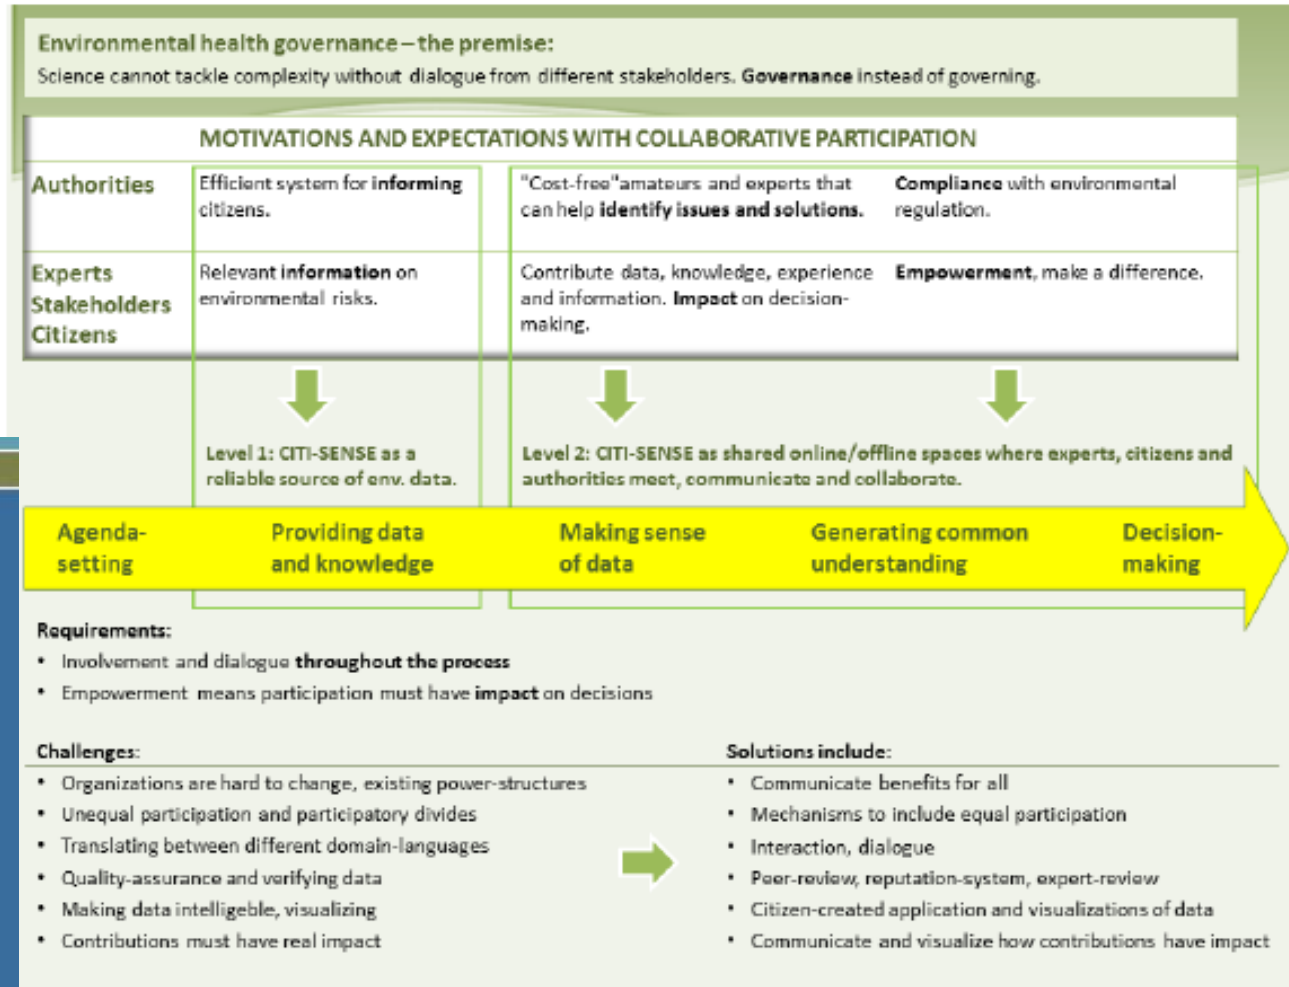 Environmental health governance – the premise:
Science cannot tackle complexity without dialogue from different stakeholders. Governance instead of governing.
MOTIVATIONS AND EXPECTATIONS WITH COLLABORATIVE PARTICIPATION
Authorities
Efficient system for informing
citizens.
"Cost-free"amateurs and experts that
can help identify issues and solutions.
Compliance with environmental
regulation.
Experts
Stakeholders
Citizens
Relevant information on
environmental risks.
Contribute data, knowledge, experience
and information. Impact on decision-
making.
Empowerment, make a difference.
Level 1: CITI-SENSE as a
reliable source of env. data.
Level 2: CITI-SENSE as shared online/offline spaces where experts, citizens and
authorities meet, communicate and collaborate.
Agenda-
setting
Providing data
and knowledge
Making sense
of data
Generating common
understanding
Decision-
making
Requirements:
• Involvement and dialogue throughout the process
• Empowerment means participation must have impact on decisions
Challenges:
• Organizations are hard to change, existing power-structures
• Unequal participation and participatory divides
• Translating between different domain-languages
• Quality-assurance and verifying data
• Making data intelligeble, visualizing
• Contributions must have real impact
Solutions include:
• Communicate benefits for all
• Mechanisms to include equal participation
• Interaction, dialogue
• Peer-review, reputation-system, expert-review
• Citizen-created application and visualizations of data
• Communicate and visualize how contributions have impact